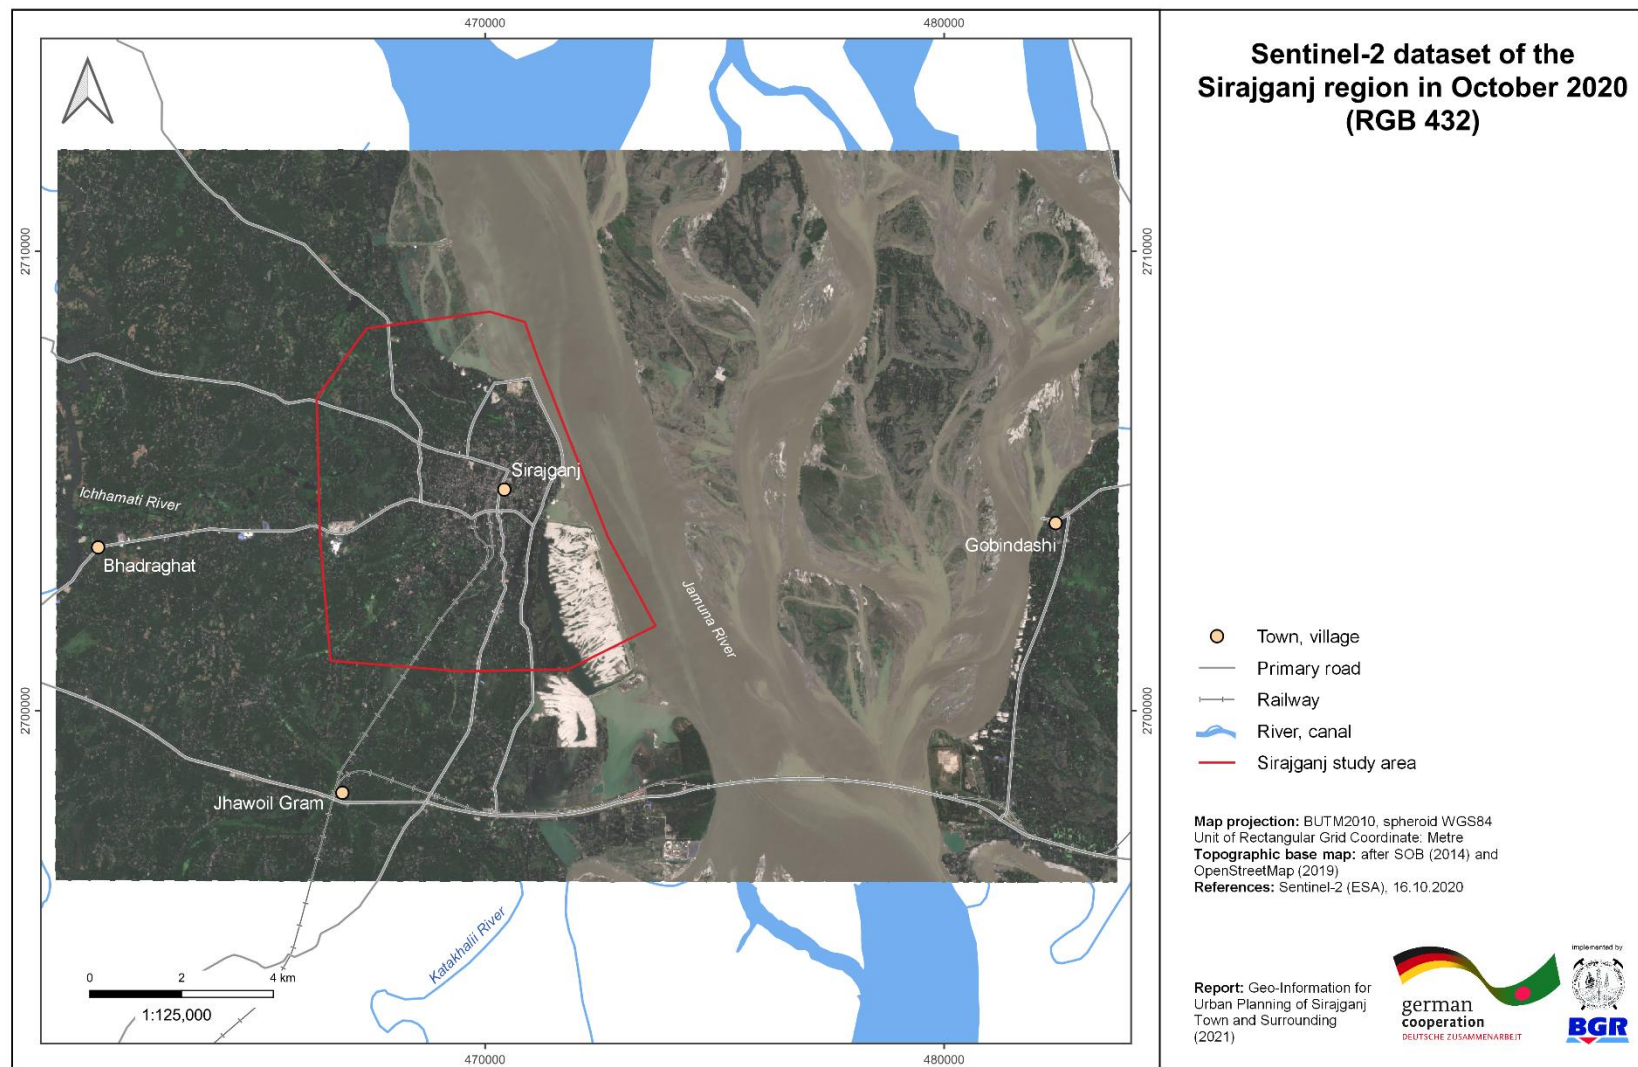 470000
480000
Sentinel-2 dataset of the
Sirajganj region in October 2020
(RGB 432)
2710000
2710000
Sirajganj
Ichhamati River
Gobindashi
Bhadraghat
Jamuna River
Town, village
Primary road
Railway
River, canal
Sirajganj study area
2700000
2700000
Jhawoil Gram
Map projection: BUTM2010, spheroid WGS84
Unit of Rectangular Grid Coordinate: Metre
Topographic base map: after SOB (2014) and
OpenStreetMap (2019)
References: Sentinel-2 (ESA), 16.10.2020
Katakhalii River
0 2 4 km
1:125,000
Report: Geo-Information for
Urban Planning of Sirajganj
Town and Surrounding
(2021)
german
cooperation
DEUTSCHE ZUSAMMENARBEIT
implemented by
BGR
470000
480000